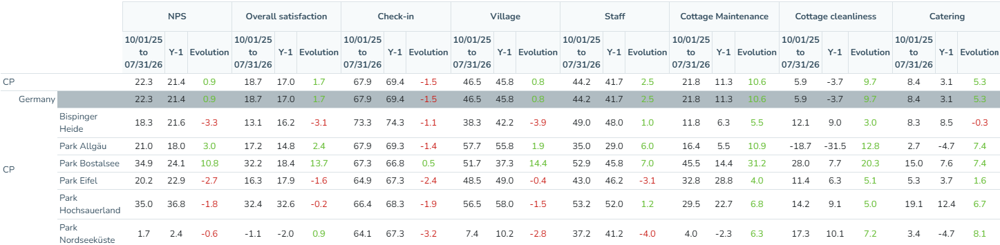 NPS Overall satisfaction Check-in Village Staff Cottage Maintenance Cottage cleanliness Catering
10/01/25 to 07/31/26 Y-1 Evolution 10/01/25 to 07/31/26 Y-1 Evolution 10/01/25 to 07/31/26 Y-1 Evolution 10/01/25 to 07/31/26 Y-1 Evolution 10/01/25 to 07/31/26 Y-1 Evolution 10/01/25 to 07/31/26 Y-1 Evolution 10/01/25 to 07/31/26 Y-1 Evolution 10/01/25 to 07/31/26 Y-1 Evolution
CP 22.3 21.4 0.9 18.7 17.0 1.7 67.9 69.4 -1.5 46.5 45.8 0.8 44.2 41.7 2.5 21.8 11.3 10.6 5.9 -3.7 9.7 8.4 3.1 5.3
Germany 22.3 21.4 0.9 18.7 17.0 1.7 67.9 69.4 -1.5 46.5 45.8 0.8 44.2 41.7 2.5 21.8 11.3 10.6 5.9 -3.7 9.7 8.4 3.1 5.3
CP
Bispinger Heide 18.3 21.6 -3.3 13.1 16.2 -3.1 73.3 74.3 -1.1 38.3 42.2 -3.9 49.0 48.0 1.0 11.8 6.3 5.5 12.1 9.0 3.0 8.3 8.5 -0.3
Park Allgäu 21.0 18.0 3.0 17.2 14.8 2.4 67.9 69.3 -1.4 57.7 55.8 1.9 35.0 29.0 6.0 16.4 5.5 10.9 -18.7 -31.5 12.8 2.7 -4.7 7.4
Park Bostalsee 34.9 24.1 10.8 32.2 18.4 13.7 67.3 66.8 0.5 51.7 37.3 14.4 52.9 45.8 7.0 45.5 14.4 31.2 28.0 7.7 20.3 15.0 7.6 7.4
Park Eifel 20.2 22.9 -2.7 16.3 17.9 -1.6 64.9 67.3 -2.4 48.5 49.0 -0.4 43.0 46.2 -3.1 32.8 28.8 4.0 11.4 6.3 5.1 5.3 3.7 1.6
Park Hochsauerland 35.0 36.8 -1.8 32.4 32.6 -0.2 66.4 68.3 -1.9 56.5 58.0 -1.5 53.2 52.0 1.2 29.5 22.7 6.8 14.2 9.1 5.0 19.1 12.4 6.7
Park Nordseeküste 1.7 2.4 -0.6 -1.1 -2.0 0.9 64.1 67.3 -3.2 7.4 10.2 -2.8 37.2 41.2 -4.0 4.0 -2.3 6.3 17.3 10.1 7.2 3.4 -4.7 8.1